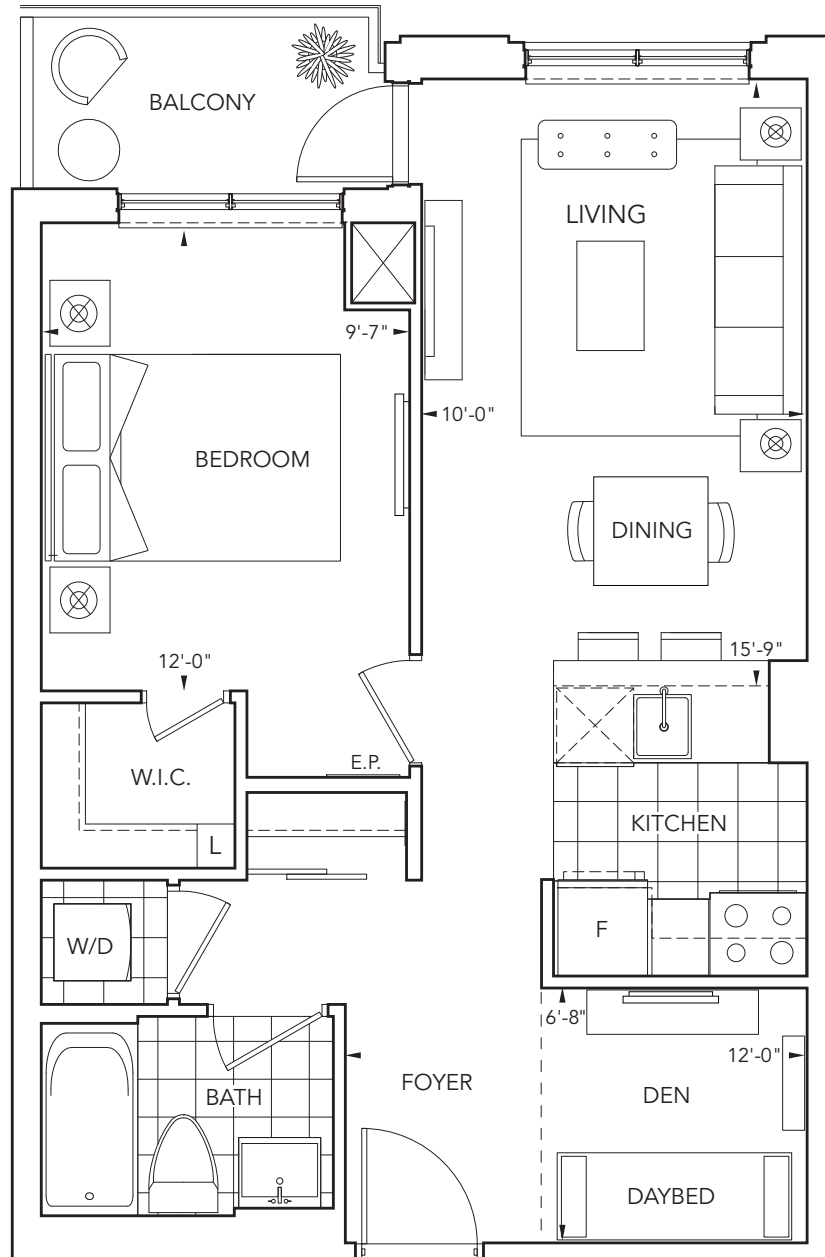 BALCONY
LIVING
9'-7"
10'-0"
BEDROOM
DINING
12'-0"
15'-9"
E.P.
W.I.C.
L
KITCHEN
W/D
F
6'-8"
12'-0"
FOYER
BATH
DEN
DAYBED